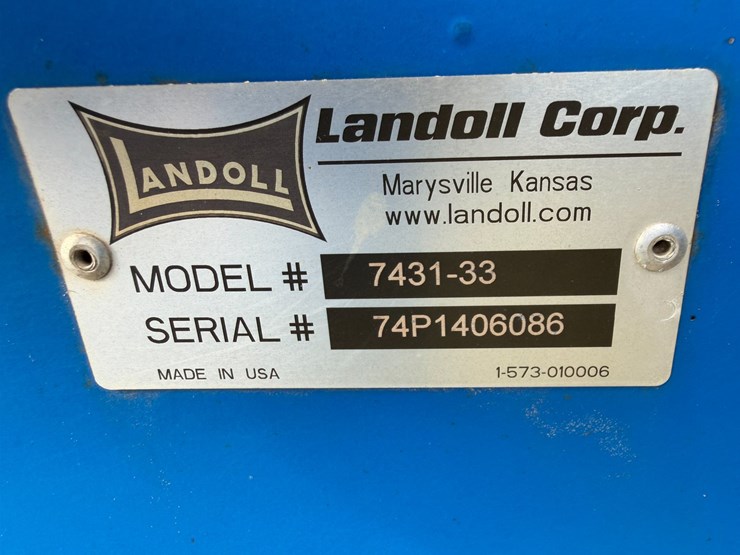 LANDOLL
Landoll Corp.
Marysville Kansas
www.landoll.com
MODEL # 7431-33
SERIAL # 74P1406086
MADE IN USA 1-573-010006